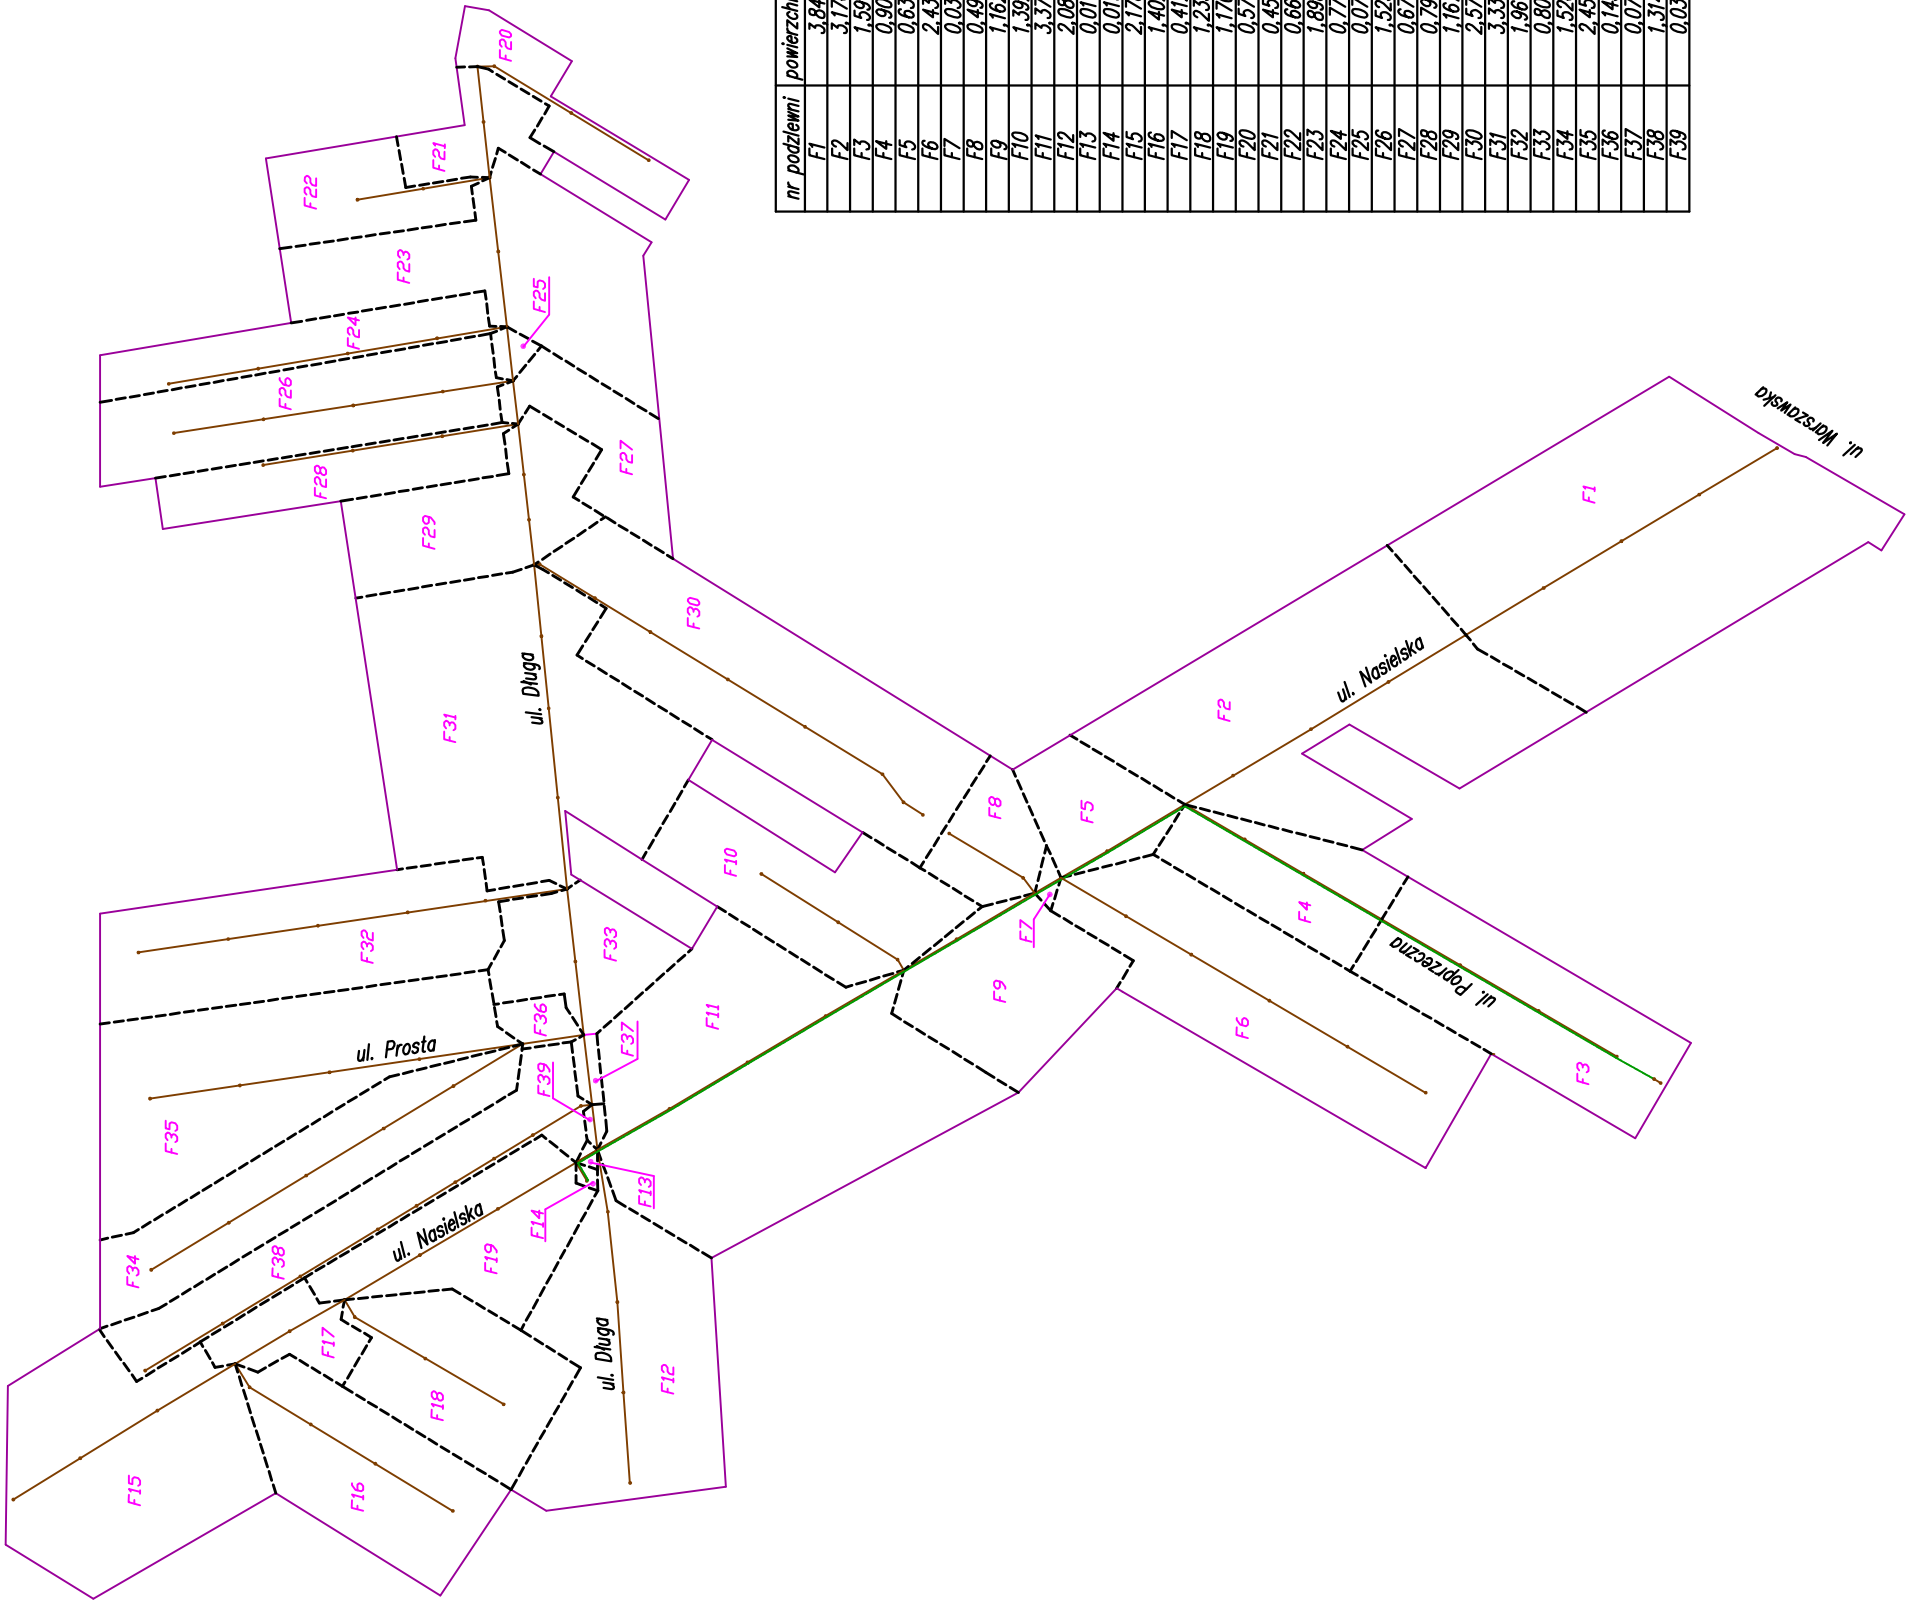 nr podzlewni powierzch
F1 3,84
F2 3,17
F3 1,59
F4 0,90
F5 0,63
F6 2,43
F7 0,03
F8 0,49
F9 1,16
F10 1,39
F11 3,37
F12 2,08
F13 0,01
F14 0,01
F15 2,17
F16 1,40
F17 0,41
F18 1,23
F19 1,17
F20 0,57
F21 0,45
F22 0,66
F23 1,89
F24 0,77
F25 0,07
F26 1,52
F27 0,67
F28 0,79
F29 1,16
F30 2,57
F31 3,33
F32 1,96
F33 0,80
F34 1,52
F35 2,45
F36 0,14
F37 0,07
F38 1,31
F39 0,03
F20
F21
F22
F23
F25
F24
F26
F27
F28
F29
F30
F31
ul. Długa
ul. Warszawska
F1
ul. Nasielska
F2
F8
F5
F10
F4
F7
ul. Poprzeczna
F9
F6
F3
F32
F33
F36
F11
F37
ul. Prosta
F39
F35
F13
F14
ul. Nasielska
F34
F38
F19
F17
ul. Długa
F12
F18
F15
F16